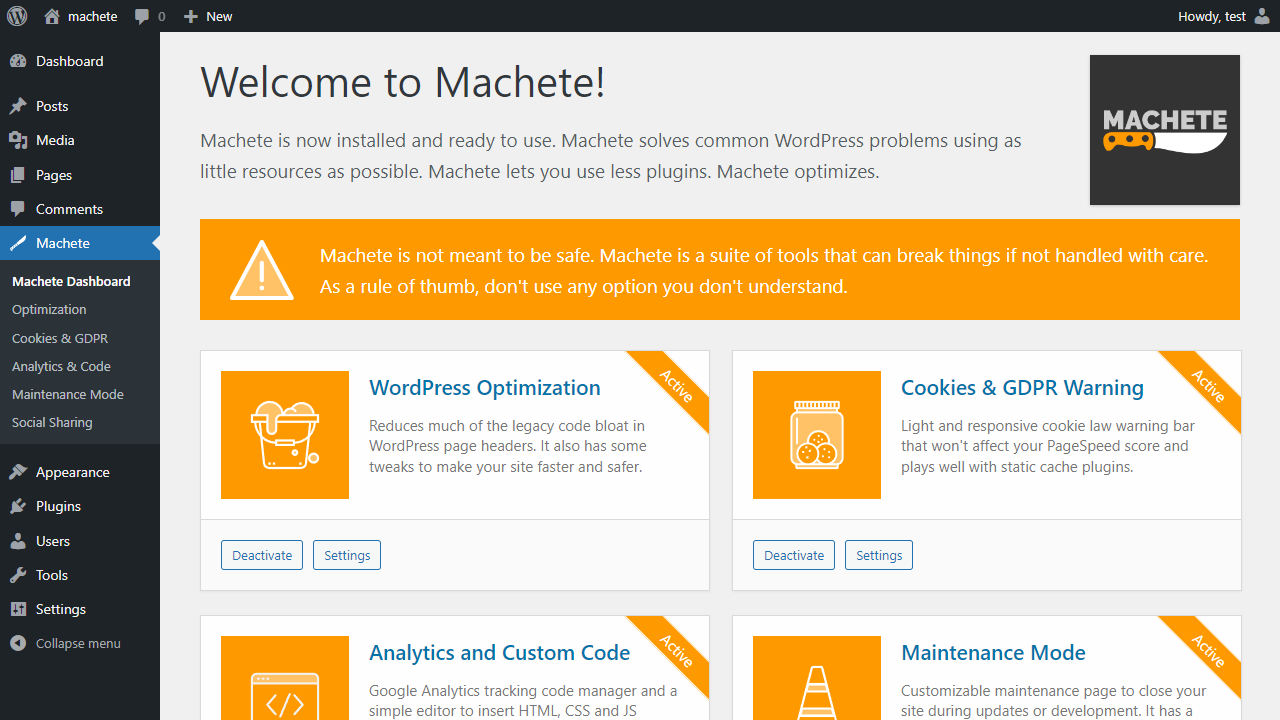 machete
0
New
Howdy, test
Dashboard
Posts
Media
Pages
Comments
Machete
Machete Dashboard
Optimization
Cookies & GDPR
Analytics & Code
Maintenance Mode
Social Sharing
Appearance
Plugins
Users
Tools
Settings
Collapse menu
Welcome to Machete!
Machete is now installed and ready to use. Machete solves common WordPress problems using as
little resources as possible. Machete lets you use less plugins. Machete optimizes.
MACHETE
Machete is not meant to be safe. Machete is a suite of tools that can break things if not handled with care.
As a rule of thumb, don't use any option you don't understand.
WordPress Optimization
Active
Reduces much of the legacy code bloat in
WordPress page headers. It also has some
tweaks to make your site faster and safer.
Deactivate
Settings
Cookies & GDPR Warning
Active
Light and responsive cookie law warning bar
that won't affect your PageSpeed score and
plays well with static cache plugins.
Deactivate
Settings
Analytics and Custom Code
Active
Google Analytics tracking code manager and a
simple editor to insert HTML, CSS and JS
Maintenance Mode
Active
Customizable maintenance page to close your
site during updates or development. It has a